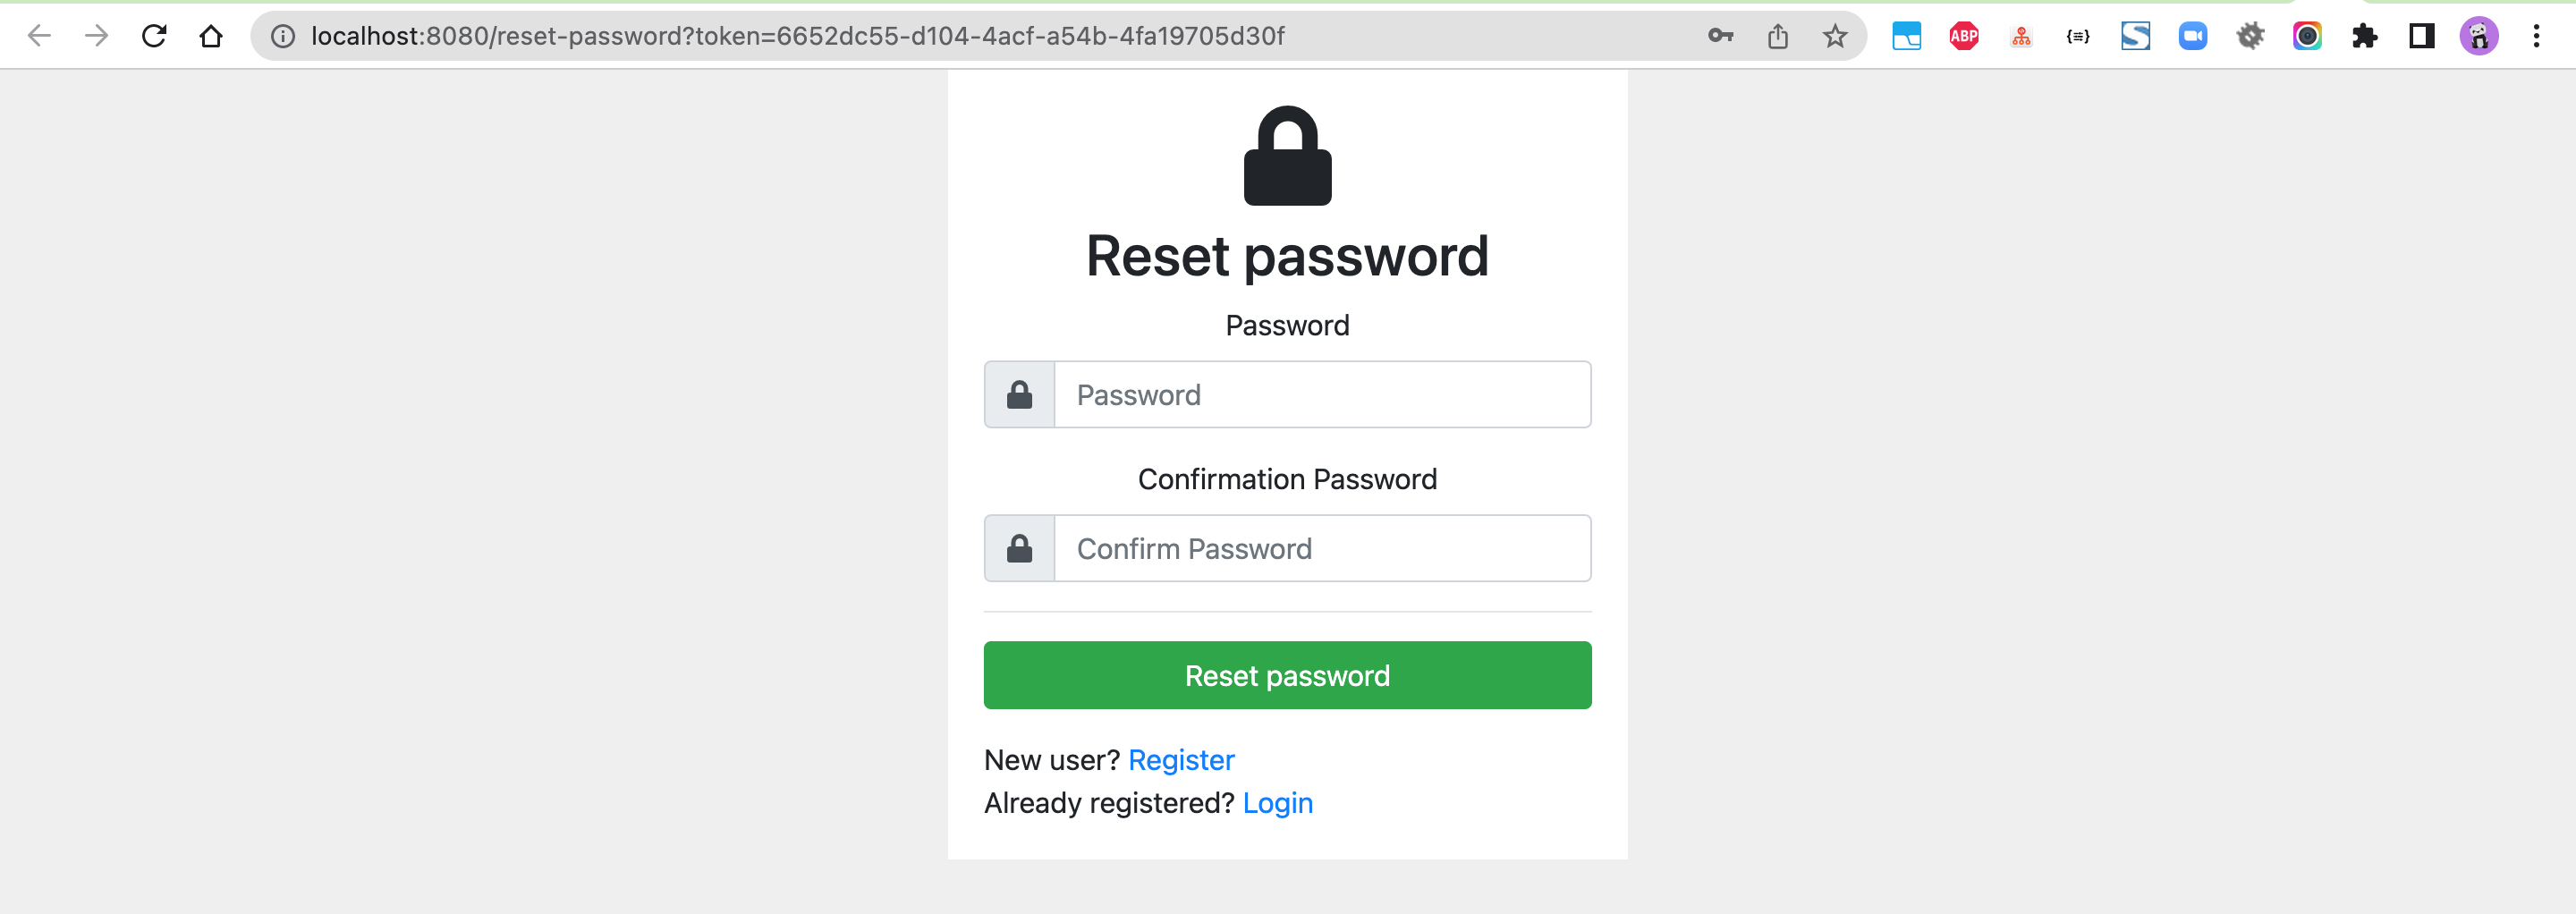 localhost:8080/reset-password?token=6652dc55-d104-4acf-a54b-4fa19705d30f
ABP
Reset password
Password
Password
Confirmation Password
Confirm Password
Reset password
New user? Register
Already registered? Login